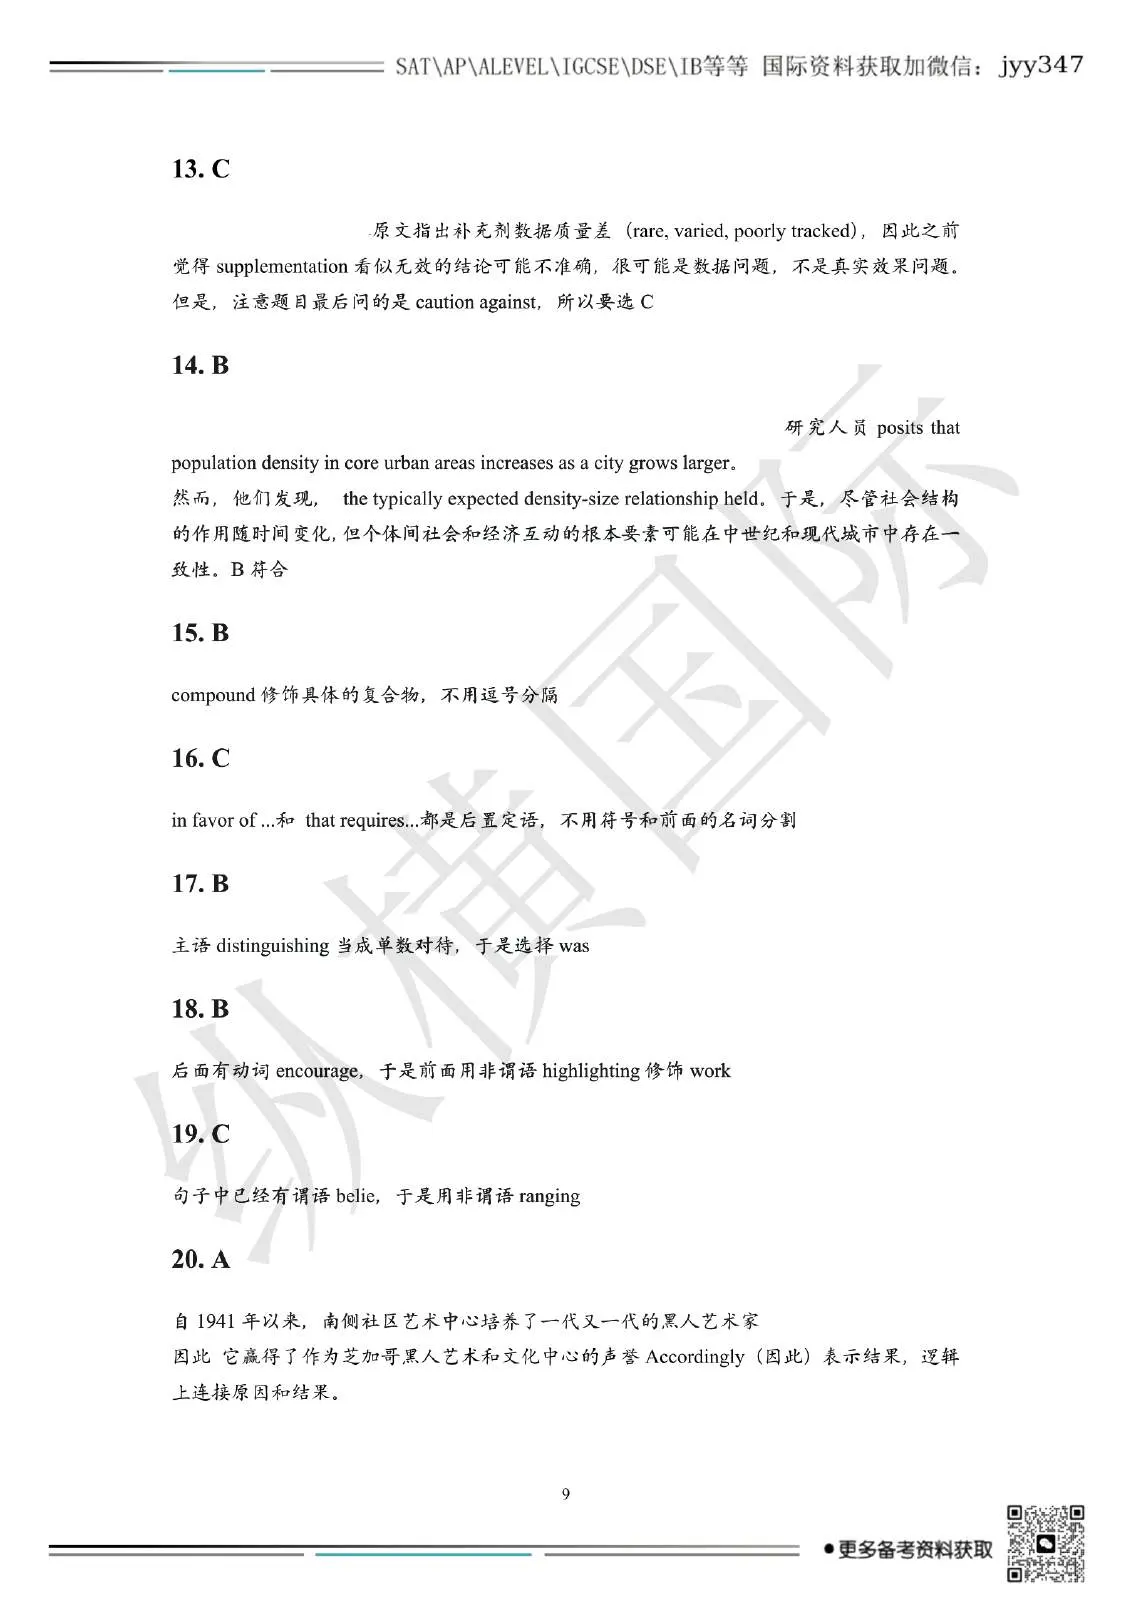 SAT\AP\ALEVEL\IGCSE\DSE\IB等等 国际资料获取加微信: jyy347
13. C
原文指出补充剂数据质量差（rare, varied, poorly tracked），因此之前
觉得 supplementation 看似无效的结论可能不准确，很可能是数据问题，不是真实效果问题。
但是，注意题目最后问的是 caution against，所以要选 C
14. B
研究人员 posits that
population density in core urban areas increases as a city grows larger。
然而，他们发现， the typically expected density-size relationship held。于是，尽管社会结构
的作用随时间变化，但个体间社会和经济互动的根本要素可能在中世纪和现代城市中存在一
致性。B 符合
15. B
compound 修饰具体的复合物，不用逗号分隔
16. C
in favor of ...和 that requires...都是后置定语，不用符号和前面的名词分割
17. B
主语 distinguishing 当成单数对待，于是选择 was
18. B
后面有动词 encourage，于是前面用非谓语 highlighting 修饰 work
19. C
句子中已经有谓语 belie，于是用非谓语 ranging
20. A
自 1941 年以来，南侧社区艺术中心培养了一代又一代的黑人艺术家
因此 它赢得了作为芝加哥黑人艺术和文化中心的声誉 Accordingly（因此）表示结果，逻辑
上连接原因和结果。
纵横国际
9
●更多备考资料获取